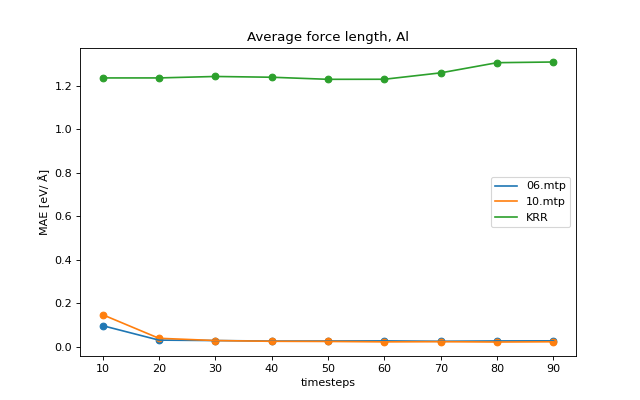 Average force length, Al
MAE [eV/ Å]
1.2
1.0
0.8
0.6
0.4
0.2
0.0
06.mtp
10.mtp
KRR
10 20 30 40 50 60 70 80 90
timesteps